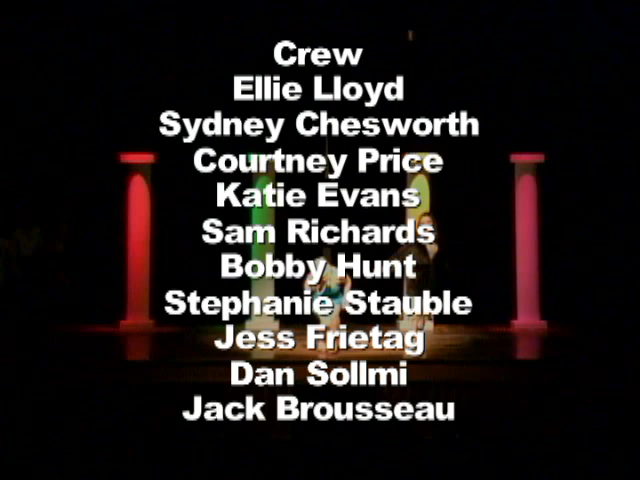 Crew
Ellie Lloyd
Sydney Chesworth
Courtney Price
Katie Evans
Sam Richards
Bobby Hunt
Stephanie Stauble
Jess Frietag
Dan Sollmi
Jack Brousseau